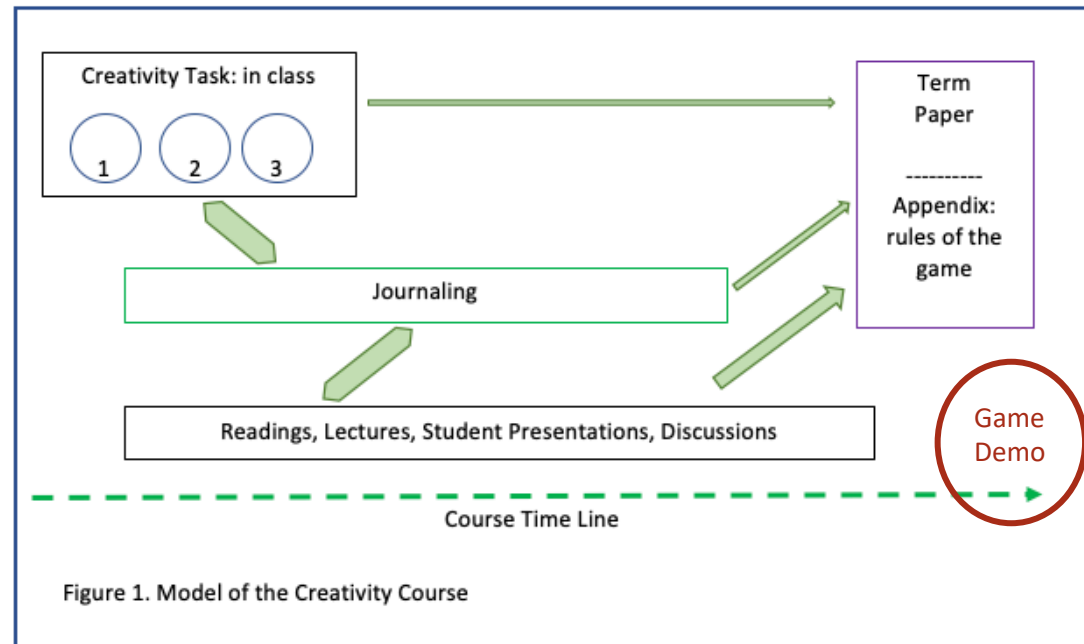 Creativity Task: in class
1 2 3
Term
Paper
----------
Appendix:
rules of the
game
Journaling
Readings, Lectures, Student Presentations, Discussions
Game
Demo
Course Time Line
Figure 1. Model of the Creativity Course